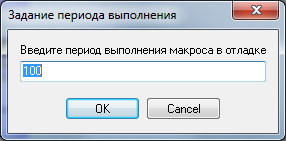 Задание периода выполнения
Введите период выполнения макроса в отладке
100
OK
Cancel